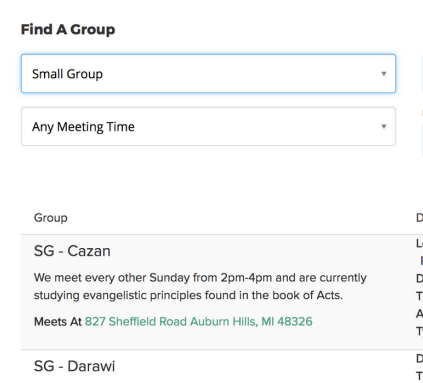 Find A Group
Small Group
Any Meeting Time
Group
SG - Cazan
We meet every other Sunday from 2pm-4pm and are currently
studying evangelistic principles found in the book of Acts.
Meets At 827 Sheffield Road Auburn Hills, MI 48326
SG - Darawi